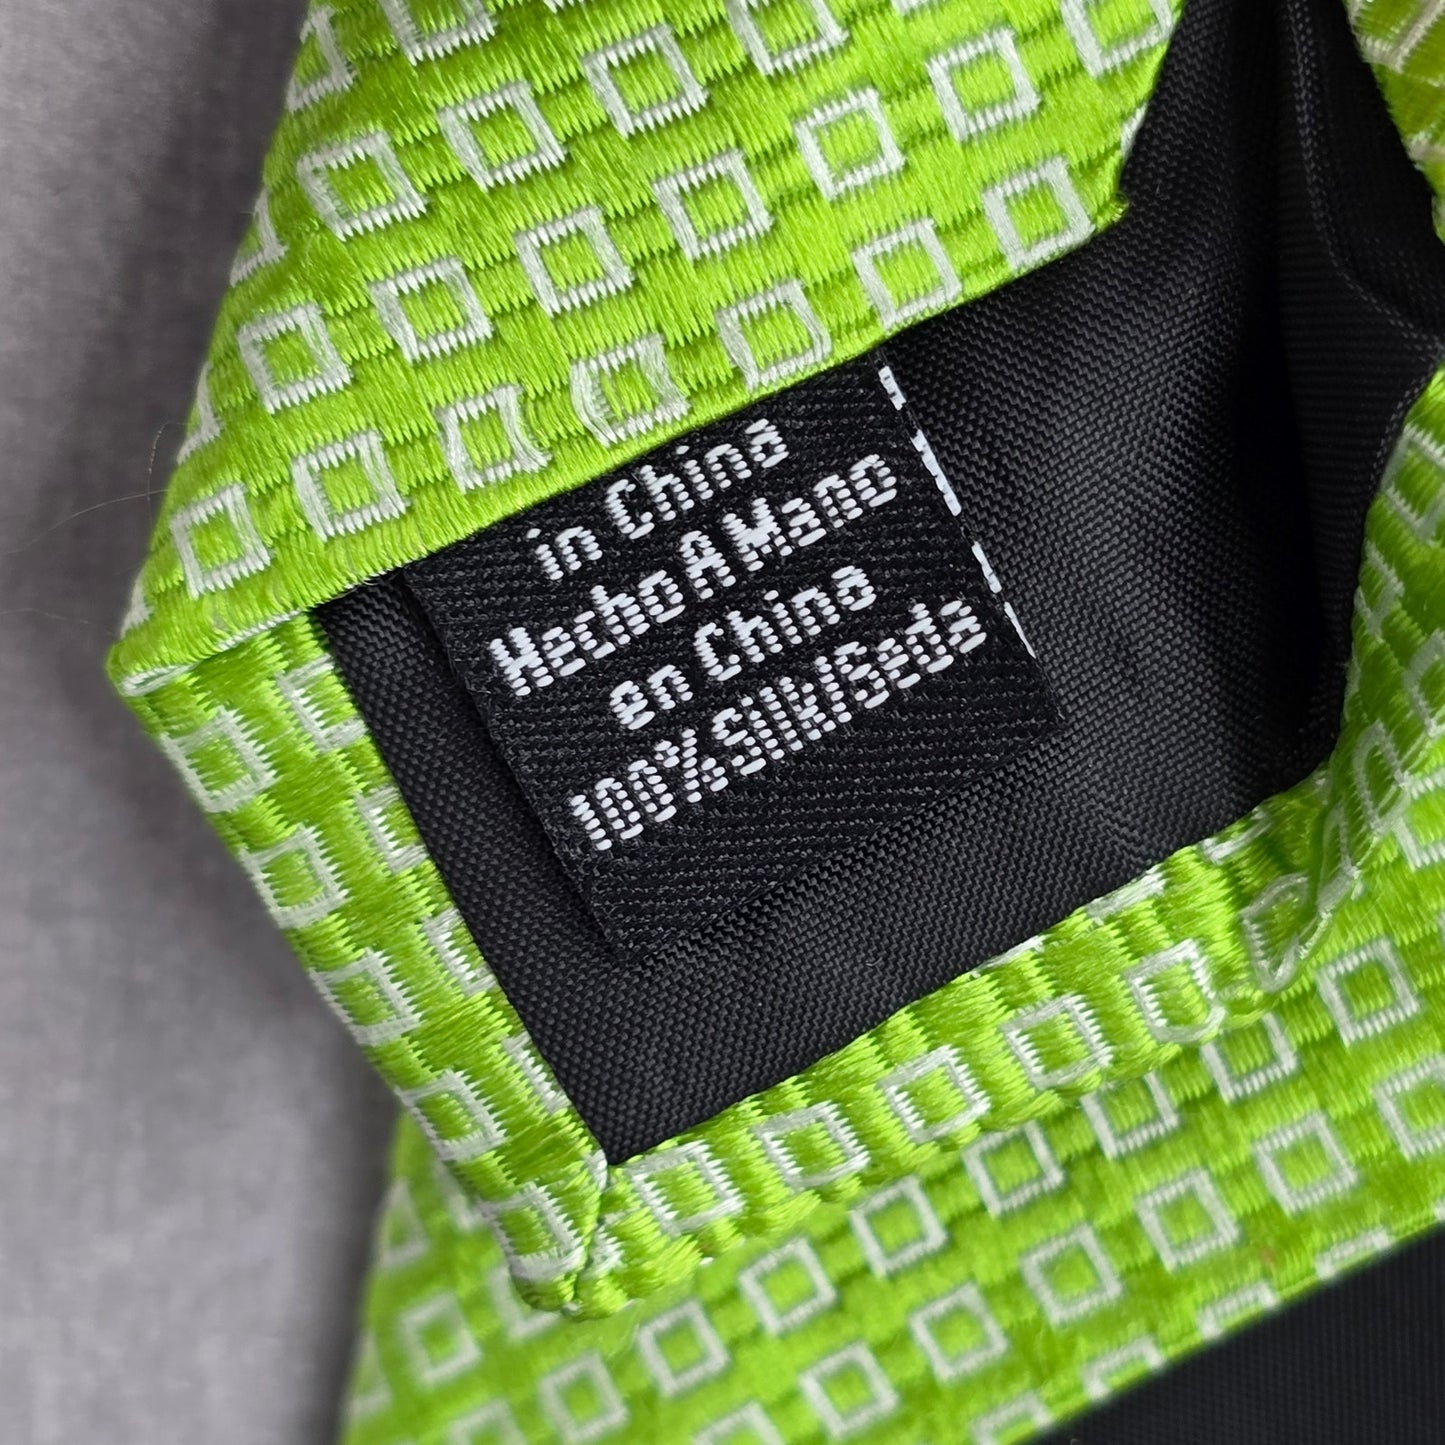 in China
Hecho A Mano
en China
100% Silk/Seda